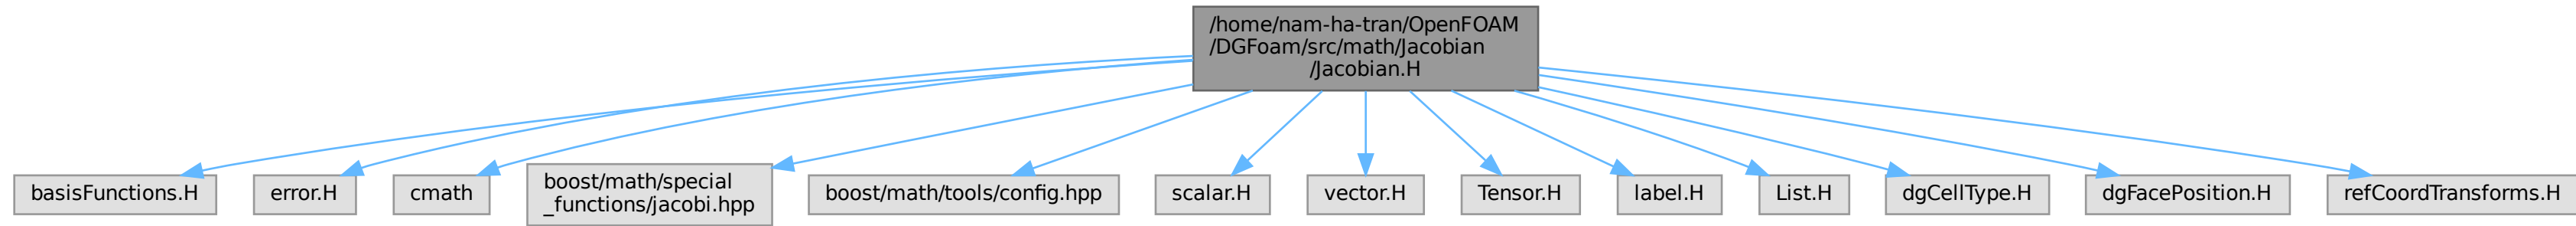 /home/nam-ha-tran/OpenFOAM
/DGFoam/src/math/Jacobian
/Jacobian.H
basisFunctions.H
error.H
cmath
boost/math/special
_functions/jacobi.hpp
boost/math/tools/config.hpp
scalar.H
vector.H
Tensor.H
label.H
List.H
dgCellType.H
dgFacePosition.H
refCoordTransforms.H